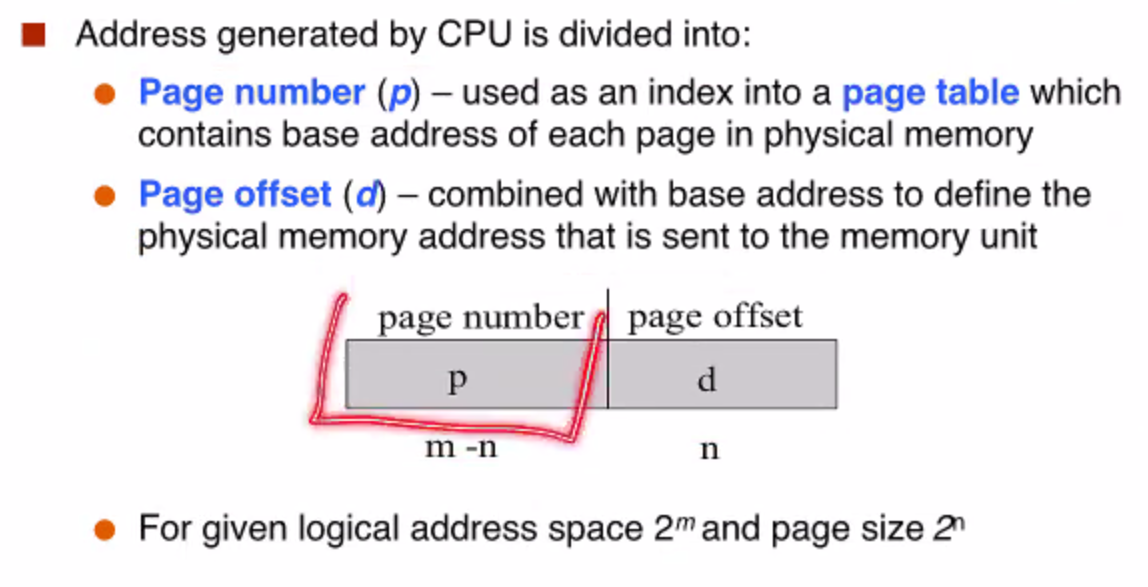 Address generated by CPU is divided into:
Page number (p) – used as an index into a page table which
contains base address of each page in physical memory
Page offset (d) – combined with base address to define the
physical memory address that is sent to the memory unit
page number page offset
p d
m -n n
For given logical address space 2^m and page size 2^n